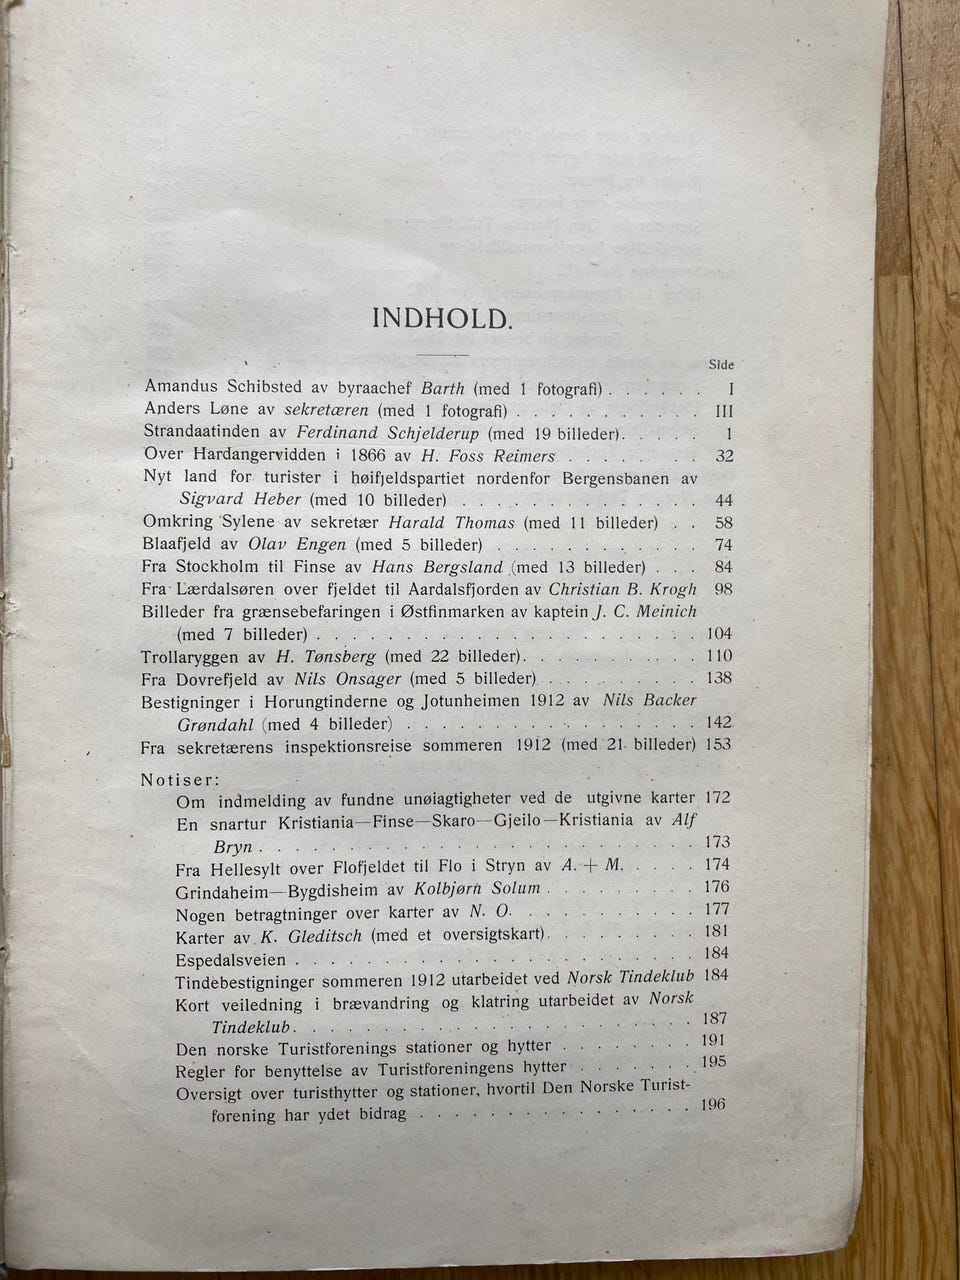 INDHOLD.
Side
Amandus Schibsted av byraachef Barth (med 1 fotografi) . . . . . . I
Anders Løne av sekretæren (med 1 fotografi) . . . . . . . . . . . III
Strandaatinden av Ferdinand Schjelderup (med 19 billeder). . . . . 1
Over Hardangervidden i 1866 av H. Foss Reimers . . . . . . . . 32
Nyt land for turister i høifjeldspartiet nordenfor Bergensbanen av
Sigvard Heber (med 10 billeder) . . . . . . . . . . . . . 44
Omkring Sylene av sekretær Harald Thomas (med 11 billeder) . . 58
Blaafjeld av Olav Engen (med 5 billeder) . . . . . . . . . . . 74
Fra Stockholm til Finse av Hans Bergsland (med 13 billeder) . . . 84
Fra Lærdalsøren over fjeldet til Aardalsfjorden av Christian B. Krogh 98
Billeder fra grænsebefaringen i Østfinmarken av kaptein J. C. Meinich
(med 7 billeder) . . . . . . . . . . . . . . . . . . . . . 104
Trollaryggen av H. Tønsberg (med 22 billeder). . . . . . . . . . 110
Fra Dovrefjeld av Nils Onsager (med 5 billeder) . . . . . . . . . 138
Bestigninger i Horungtinderne og Jotunheimen 1912 av Nils Backer
Grøndahl (med 4 billeder) . . . . . . . . . . . . . . . . 142
Fra sekretærens inspektionsreise sommeren 1912 (med 21 billeder) 153
Notiser:
Om indmelding av fundne unøiagtigheter ved de utgivne karter 172
En snartur Kristiania—Finse—Skaro—Gjeilo—Kristiania av Alf
Bryn . . . . . . . . . . . . . . . . . . . . . . . . 173
Fra Hellesylt over Flofjeldet til Flo i Stryn av A. + M. . . . . 174
Grindaheim—Bygdisheim av Kolbjørn Solum . . . . . . . . . 176
Nogen betragtninger over karter av N. O. . . . . . . . . . . 177
Karter av K. Gleditsch (med et oversigtskart). . . . . . . . . 181
Espedalsveien . . . . . . . . . . . . . . . . . . . . . . 184
Tindebestigninger sommeren 1912 utarbeidet ved Norsk Tindeklub 184
Kort veiledning i brævandring og klatring utarbeidet av Norsk
Tindeklub. . . . . . . . . . . . . . . . . . . . . . 187
Den norske Turistforenings stationer og hytter . . . . . . . . 191
Regler for benyttelse av Turistforeningens hytter . . . . . . . 195
Oversigt over turisthytter og stationer, hvortil Den Norske Turist-
forening har ydet bidrag . . . . . . . . . . . . . . . 196